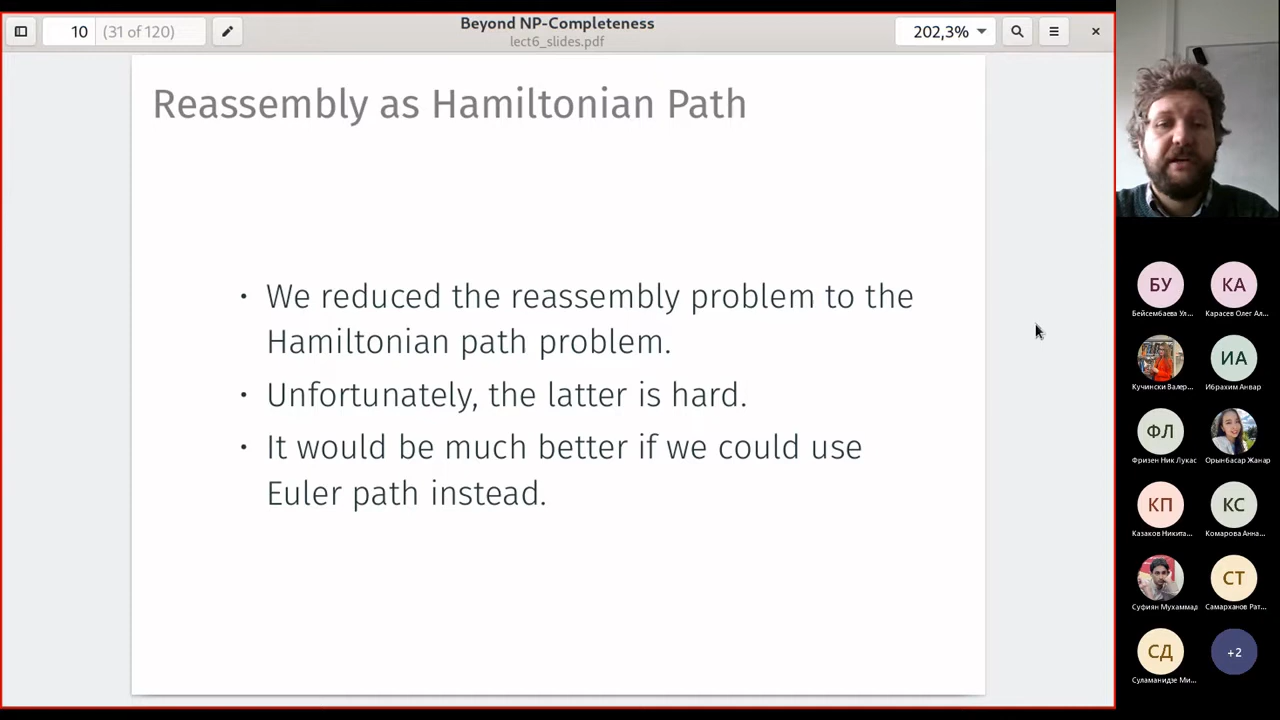 Beyond NP-Completeness
lect6_slides.pdf
10 (31 of 120)
202,3%
Reassembly as Hamiltonian Path
• We reduced the reassembly problem to the
Hamiltonian path problem.
• Unfortunately, the latter is hard.
• It would be much better if we could use
Euler path instead.
БУ КА
Бейсембаева Ул... Карасев Олег Ал...
ИА
Кучински Валер... Ибрахим Анвар
ФЛ
Фризен Ник Лукас Орынбасар Жанар
КП КС
Казаков Никита... Комарова Анна...
СТ
Суфиян Мухаммад Самарханов Рат...
СД +2
Суламанидзе Ми...